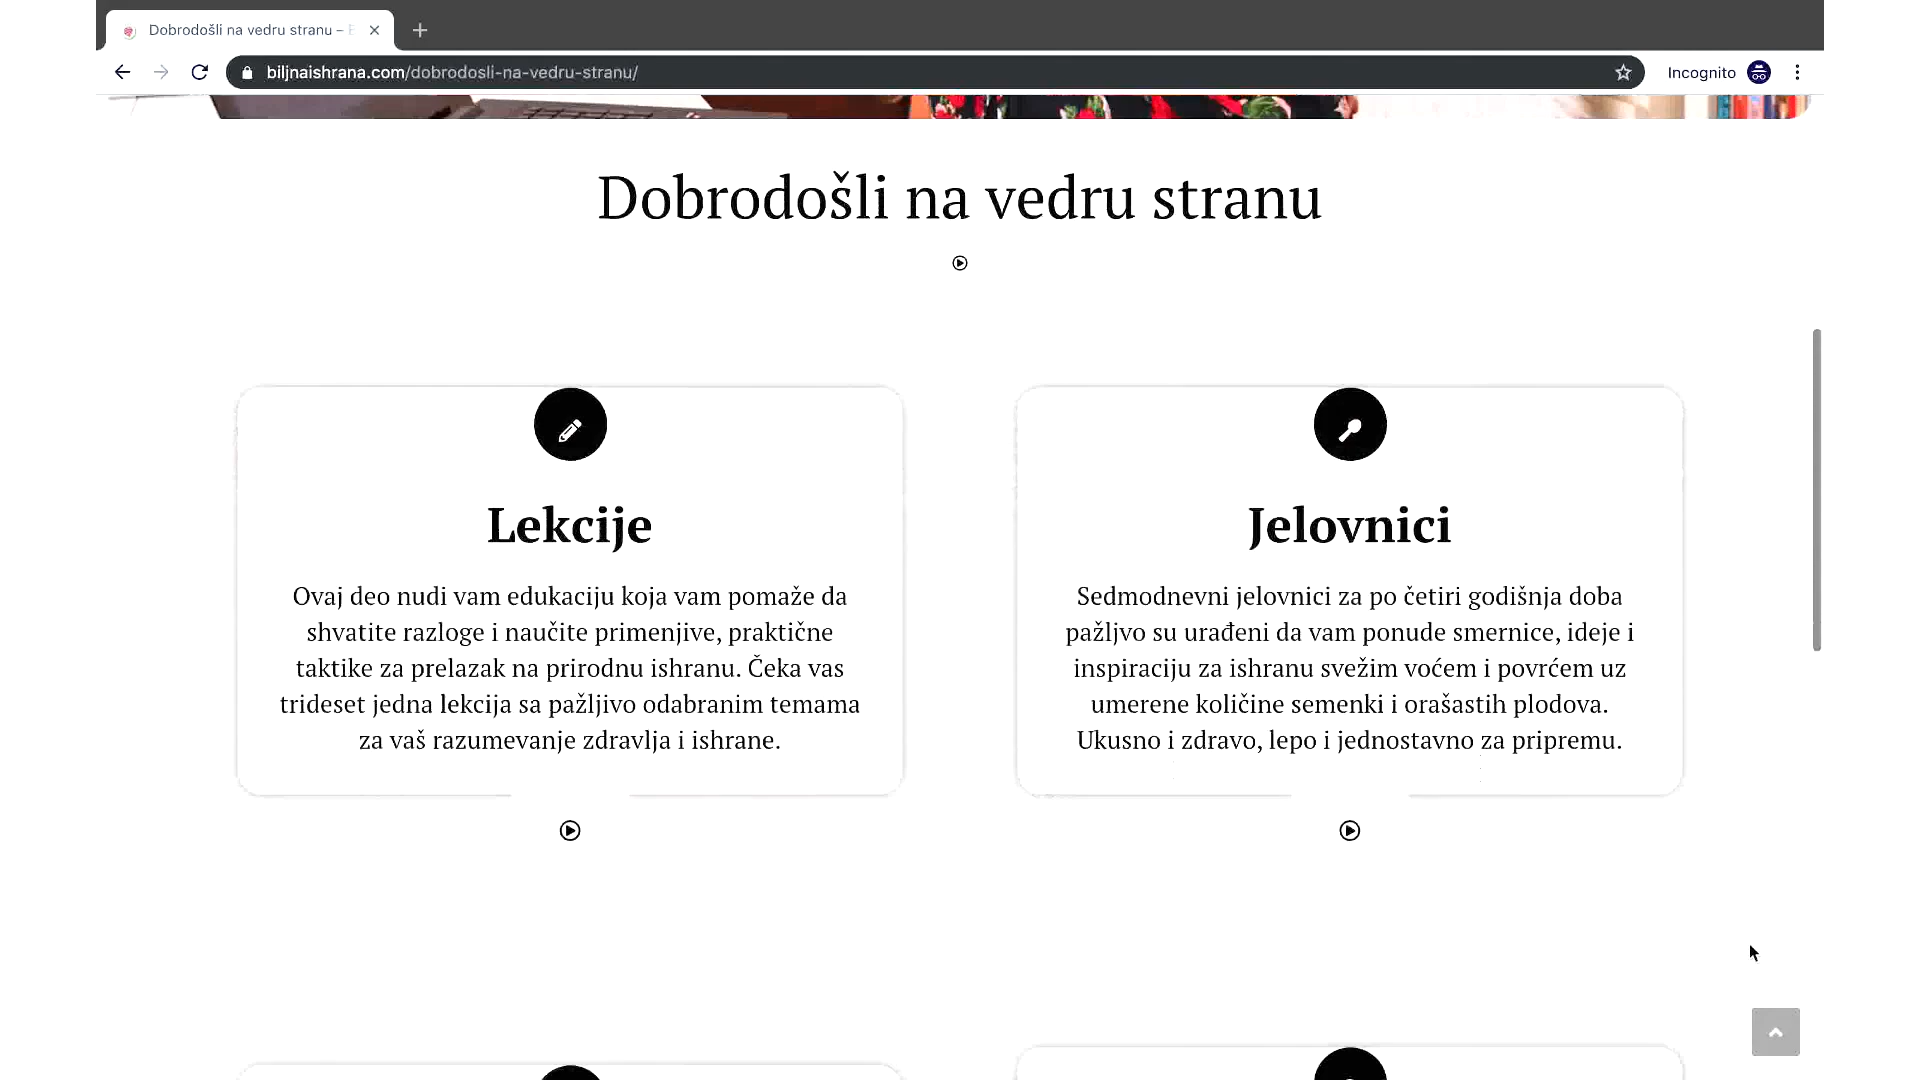 Dobrodošli na vedru stranu –
biljnaishrana.com/dobrodosli-na-vedru-stranu/
Incognito
Dobrodošli na vedru stranu
Lekcije
Ovaj deo nudi vam edukaciju koja vam pomaže da
shvatite razloge i naučite primenjive, praktične
taktike za prelazak na prirodnu ishranu. Čeka vas
trideset jedna lekcija sa pažljivo odabranim temama
za vaš razumevanje zdravlja i ishrane.
Jelovnici
Sedmodnevni jelovnici za po četiri godišnja doba
pažljvo su urađeni da vam ponude smernice, ideje i
inspiraciju za ishranu svežim voćem i povrćem uz
umerene količine semenki i orašastih plodova.
Ukusno i zdravo, lepo i jednostavno za pripremu.